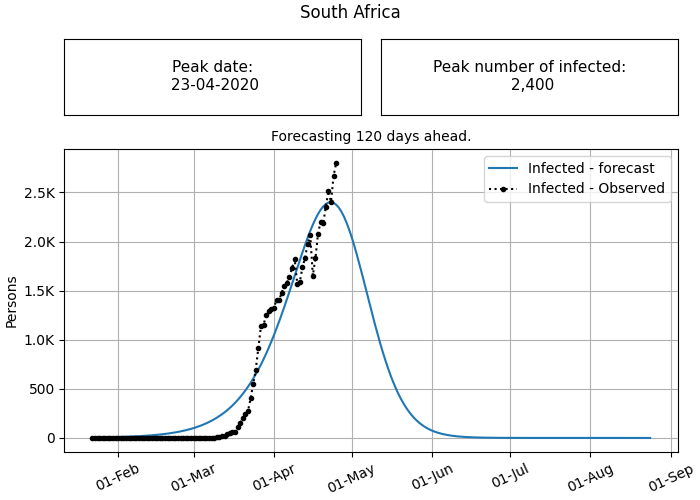 South Africa
Peak date:
23-04-2020
Peak number of infected:
2,400
Forecasting 120 days ahead.
Infected - forecast
Infected - Observed
Persons
2.5K
2.0K
1.5K
1.0K
500
0
01-Feb
01-Mar
01-Apr
01-May
01-Jun
01-Jul
01-Aug
01-Sep